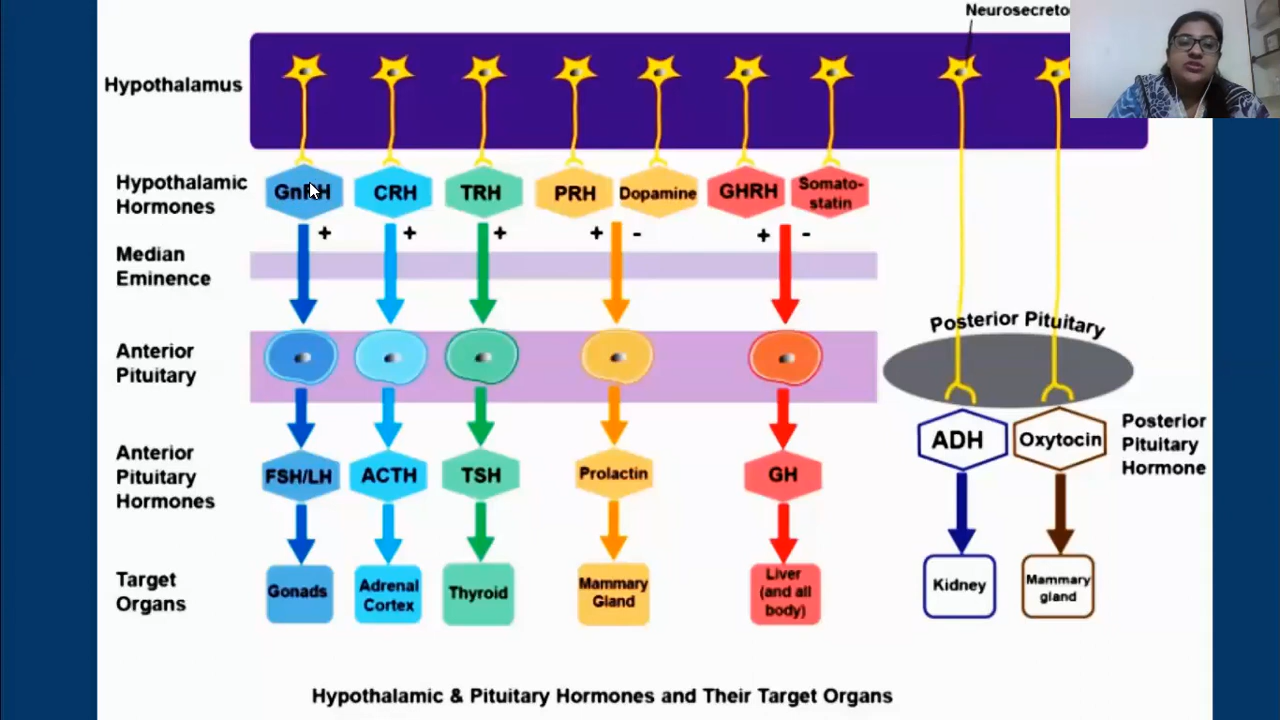 Neurosecreto
Hypothalamus
Hypothalamic
Hormones
GnRH
CRH
TRH
PRH
Dopamine
GHRH
Somato-
statin
+
+
+
+ -
+ -
Median
Eminence
Anterior
Pituitary
Posterior Pituitary
Anterior
Pituitary
Hormones
FSH/LH
ACTH
TSH
Prolactin
GH
ADH
Oxytocin
Posterior
Pituitary
Hormone
Target
Organs
Gonads
Adrenal
Cortex
Thyroid
Mammary
Gland
Liver
(and all
body)
Kidney
Mammary
gland
Hypothalamic & Pituitary Hormones and Their Target Organs